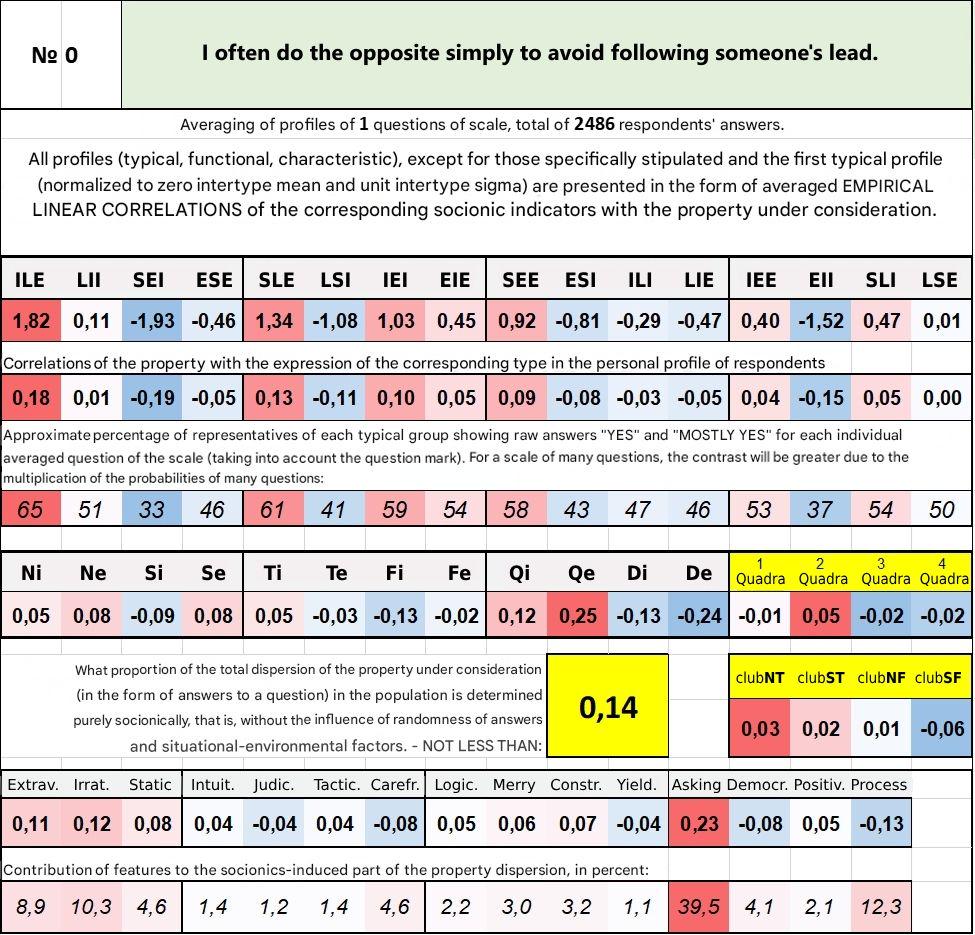 № 0
I often do the opposite simply to avoid following someone's lead.
Averaging of profiles of 1 questions of scale, total of 2486 respondents' answers.
All profiles (typical, functional, characteristic), except for those specifically stipulated and the first typical profile
(normalized to zero intertype mean and unit intertype sigma) are presented in the form of averaged EMPIRICAL
LINEAR CORRELATIONS of the corresponding socionic indicators with the property under consideration.
ILE LII SEI ESE SLE LSI IEI EIE SEE ESI ILI LIE IEE EII SLI LSE
1,82 0,11 -1,93 -0,46 1,34 -1,08 1,03 0,45 0,92 -0,81 -0,29 -0,47 0,40 -1,52 0,47 0,01
Correlations of the property with the expression of the corresponding type in the personal profile of respondents
0,18 0,01 -0,19 -0,05 0,13 -0,11 0,10 0,05 0,09 -0,08 -0,03 -0,05 0,04 -0,15 0,05 0,00
Approximate percentage of representatives of each typical group showing raw answers "YES" and "MOSTLY YES" for each individual
averaged question of the scale (taking into account the question mark). For a scale of many questions, the contrast will be greater due to the
multiplication of the probabilities of many questions:
65 51 33 46 61 41 59 54 58 43 47 46 53 37 54 50
Ni Ne Si Se Ti Te Fi Fe Qi Qe Di De 1 Quadra 2 Quadra 3 Quadra 4 Quadra
0,05 0,08 -0,09 0,08 0,05 -0,03 -0,13 -0,02 0,12 0,25 -0,13 -0,24 -0,01 0,05 -0,02 -0,02
What proportion of the total dispersion of the property under consideration
(in the form of answers to a question) in the population is determined
purely socionically, that is, without the influence of randomness of answers
and situational-environmental factors. - NOT LESS THAN:
0,14
clubNT clubST clubNF clubSF
0,03 0,02 0,01 -0,06
Extrav. Irrat. Static Intuit. Judic. Tactic. Carefr. Logic. Merry Constr. Yield. Asking Democr. Positiv. Process
0,11 0,12 0,08 0,04 -0,04 0,04 -0,08 0,05 0,06 0,07 -0,04 0,23 -0,08 0,05 -0,13
Contribution of features to the socionics-induced part of the property dispersion, in percent:
8,9 10,3 4,6 1,4 1,2 1,4 4,6 2,2 3,0 3,2 1,1 39,5 4,1 2,1 12,3